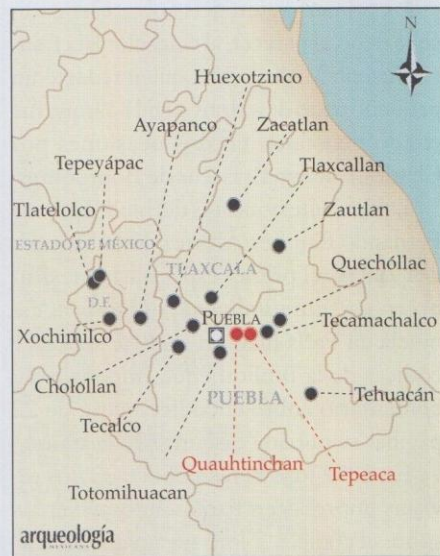 N
Huexotzinco
Ayapanco
Zacatlan
Tepeyápac
Tlaxcallan
Tlatelolco
Zautlan
ESTADO DE MÉXICO
TLAXCALA
Quechóllac
D.F.
PUEBLA
Xochimilco
Tecamachalco
Cholollan
PUEBLA
Tehuacán
Tecalco
Quauhtinchan
Tepeaca
Totomihuacan
arqueología
MEXICANA